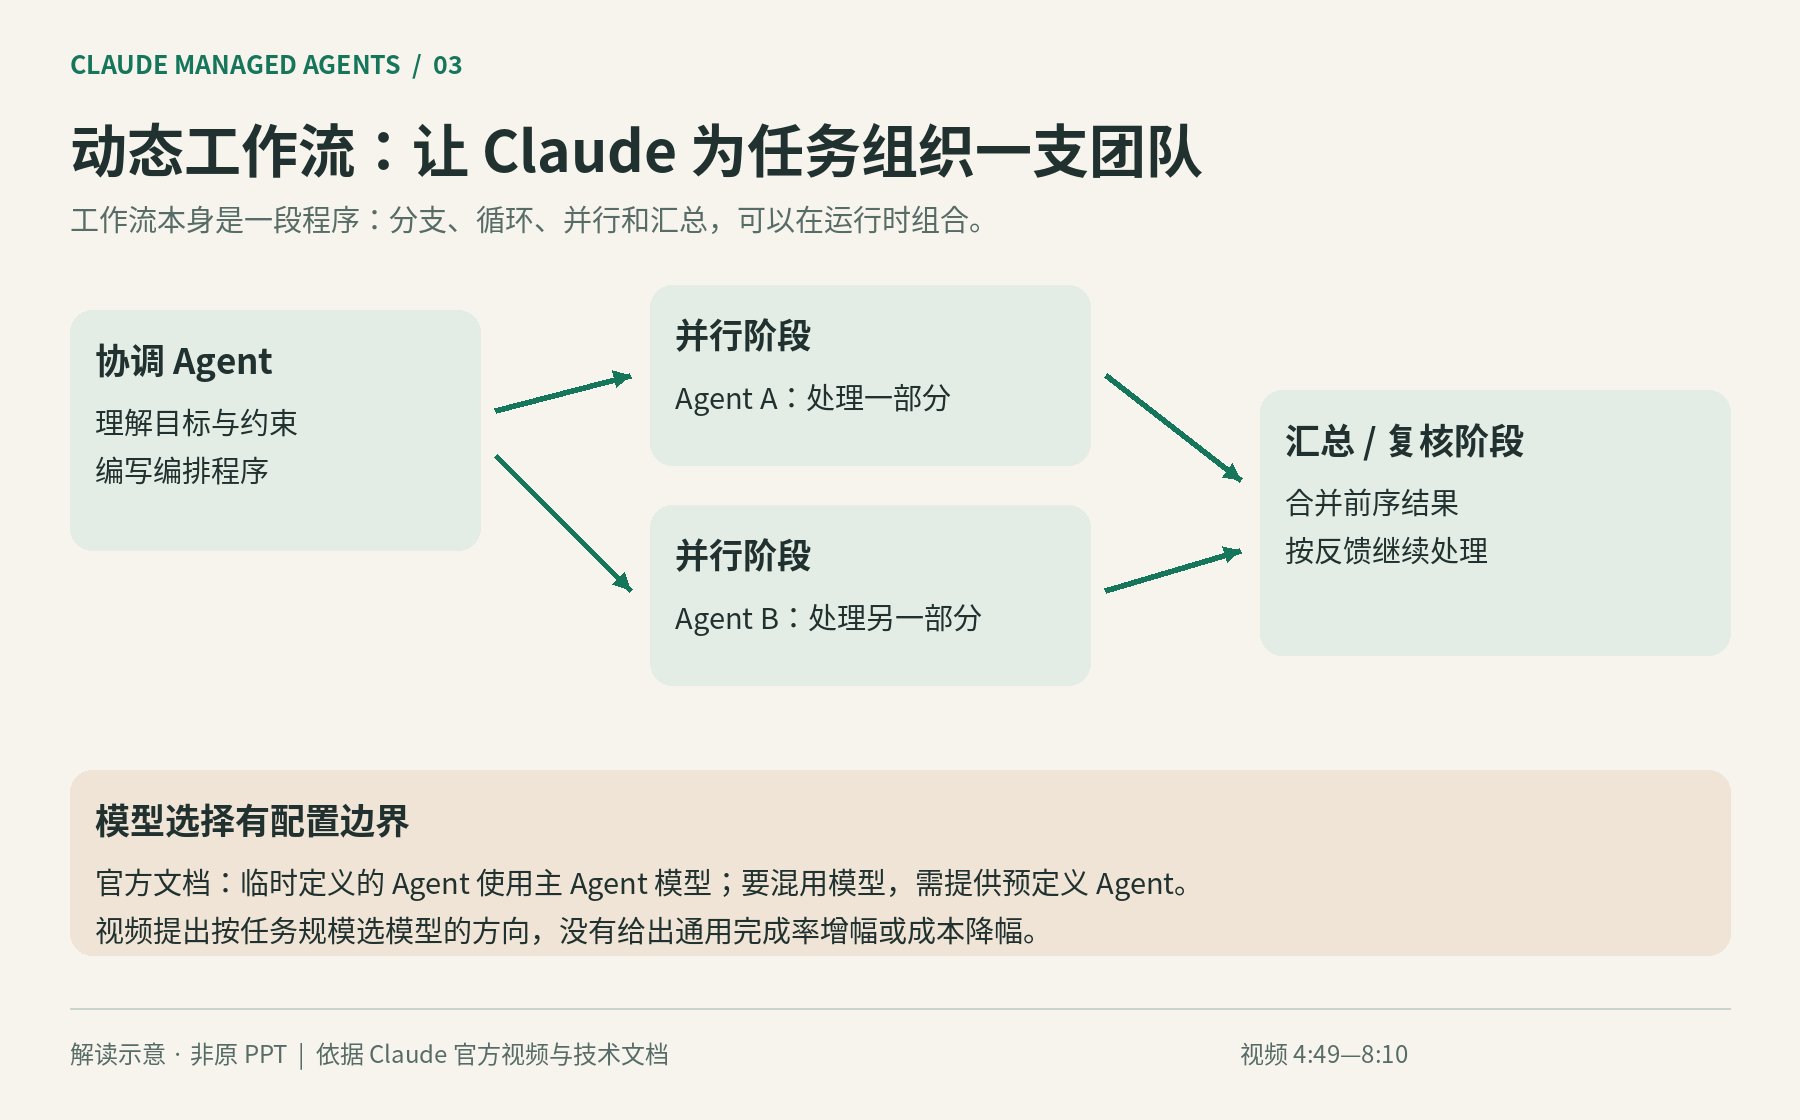 CLAUDE MANAGED AGENTS / 03
动态工作流：让 Claude 为任务组织一支团队
工作流本身是一段程序：分支、循环、并行和汇总，可以在运行时组合。
协调 Agent
理解目标与约束
编写编排程序
并行阶段
Agent A：处理一部分
并行阶段
Agent B：处理另一部分
汇总 / 复核阶段
合并前序结果
按反馈继续处理
模型选择有配置边界
官方文档：临时定义的 Agent 使用主 Agent 模型；要混用模型，需提供预定义 Agent。
视频提出按任务规模选模型的方向，没有给出通用完成率增幅或成本降幅。
解读示意 · 非原 PPT｜依据 Claude 官方视频与技术文档
视频 4:49—8:10